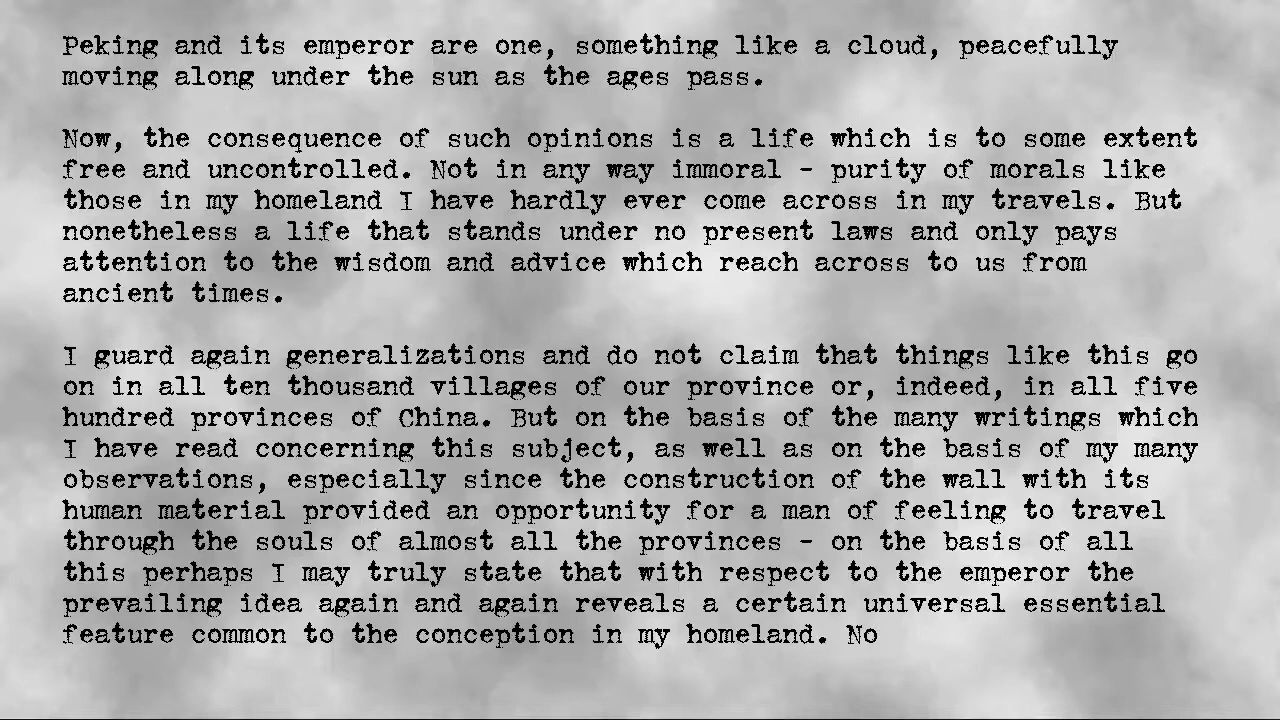 Peking and its emperor are one, something like a cloud, peacefully
moving along under the sun as the ages pass.
Now, the consequence of such opinions is a life which is to some extent
free and uncontrolled. Not in any way immoral - purity of morals like
those in my homeland I have hardly ever come across in my travels. But
nonetheless a life that stands under no present laws and only pays
attention to the wisdom and advice which reach across to us from
ancient times.
I guard again generalizations and do not claim that things like this go
on in all ten thousand villages of our province or, indeed, in all five
hundred provinces of China. But on the basis of the many writings which
I have read concerning this subject, as well as on the basis of my many
observations, especially since the construction of the wall with its
human material provided an opportunity for a man of feeling to travel
through the souls of almost all the provinces - on the basis of all
this perhaps I may truly state that with respect to the emperor the
prevailing idea again and again reveals a certain universal essential
feature common to the conception in my homeland. No